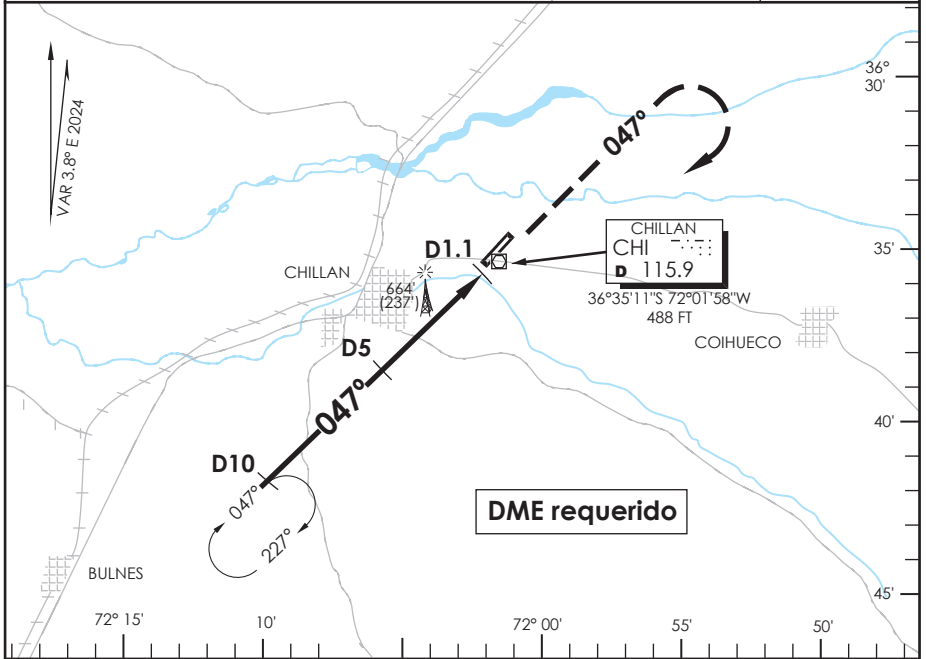 36°
30'
VAR 3.8° E 2024
047°
CHILLAN
CHI
D 115.9
36°35'11"S 72°01'58"W
488 FT
35'
D1.1
CHILLAN
664'
(237')
COIHUECO
D5
047°
40'
D10
047°
227°
DME requerido
BULNES
45'
72° 15'
10'
72° 00'
55'
50'